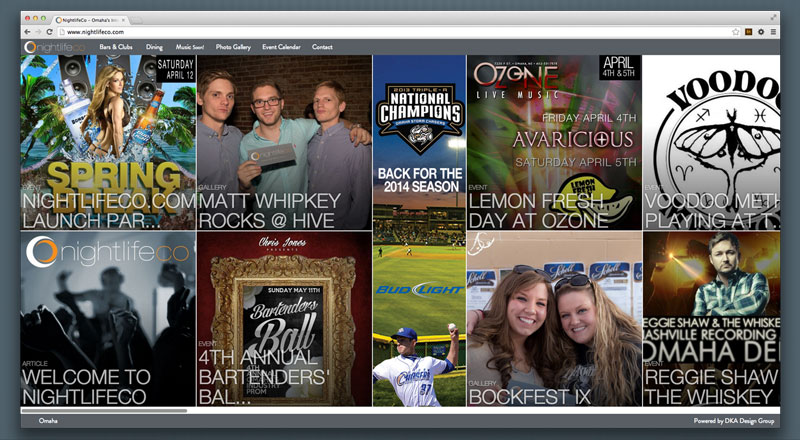 NightlifeCo - Omaha's
www.nightlifeco.com
nightlifeco
Bars & Clubs
Dining
Music Soon!
Photo Gallery
Event Calendar
Contact
SATURDAY
APRIL 12
SPRING
EVENT
NIGHTLIFECO.COM
LAUNCH PAR...
GALLERY
MATT WHIPKEY
ROCKS @ HIVE
2013 TRIPLE-A
NATIONAL
CHAMPIONS
OMAHA STORM CHASERS
BACK FOR THE
2014 SEASON
BUD LIGHT
37
OZONE
LIVE MUSIC
APRIL
4TH & 5TH
FRIDAY APRIL 4TH
AVARICIOUS
SATURDAY APRIL 5TH
LEMON
FRESH
DAY
EVENT
LEMON FRESH
DAY AT OZONE
VOODOO
EVENT
VOODOO METH
PLAYING AT T...
nightlifeco
ARTICLE
WELCOME TO
NIGHTLIFECO
Chris Jones
PRESENTS
SUNDAY MAY 11TH
Bartenders
Ball
INDUSTRY
PROM
EVENT
4TH ANNUAL
BARTENDERS'
BAL...
Schell
GALLERY
BOCKFEST IX
REGGIE SHAW & THE WHISKE
NASHVILLE RECORDING
OMAHA DE
EVENT
REGGIE SHAW &
THE WHISKEY
Omaha
Powered by DKA Design Group